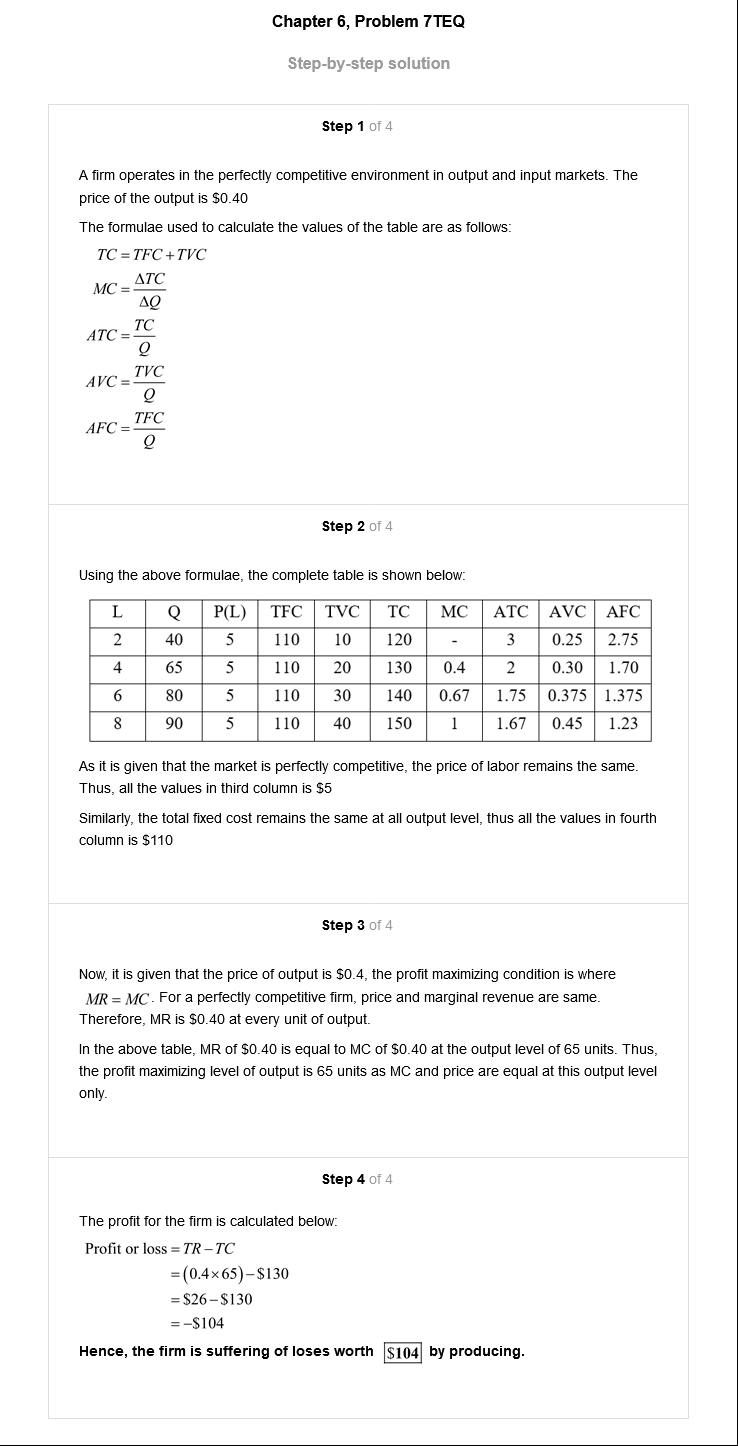 Chapter 6, Problem 7TEQ
Step-by-step solution
Step 1 of 4
A firm operates in the perfectly competitive environment in output and input markets. The
price of the output is $0.40
The formulae used to calculate the values of the table are as follows:
TC = TFC + TVC
MC = ΔTC / ΔQ
ATC = TC / Q
AVC = TVC / Q
AFC = TFC / Q
Step 2 of 4
Using the above formulae, the complete table is shown below:
L Q P(L) TFC TVC TC MC ATC AVC AFC
2 40 5 110 10 120 - 3 0.25 2.75
4 65 5 110 20 130 0.4 2 0.30 1.70
6 80 5 110 30 140 0.67 1.75 0.375 1.375
8 90 5 110 40 150 1 1.67 0.45 1.23
As it is given that the market is perfectly competitive, the price of labor remains the same.
Thus, all the values in third column is $5
Similarly, the total fixed cost remains the same at all output level, thus all the values in fourth
column is $110
Step 3 of 4
Now, it is given that the price of output is $0.4, the profit maximizing condition is where
MR = MC. For a perfectly competitive firm, price and marginal revenue are same.
Therefore, MR is $0.40 at every unit of output.
In the above table, MR of $0.40 is equal to MC of $0.40 at the output level of 65 units. Thus,
the profit maximizing level of output is 65 units as MC and price are equal at this output level
only.
Step 4 of 4
The profit for the firm is calculated below:
Profit or loss = TR − TC
= (0.4×65) − $130
= $26 − $130
= −$104
Hence, the firm is suffering of loses worth $104 by producing.